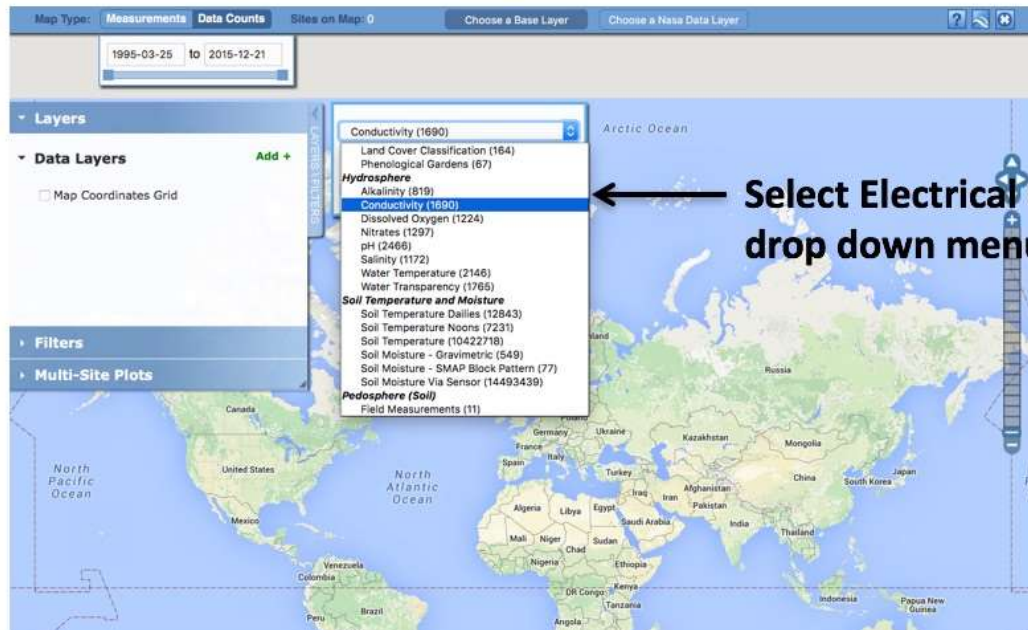 Map Type: Measurements Data Counts Sites on Map: 0 Choose a Base Layer Choose a Nasa Data Layer ?
1995-03-25 to 2015-12-21
Layers
LAYERS | FILTERS
Data Layers Add +
Map Coordinates Grid
Filters
Multi-Site Plots
Conductivity (1690)
Land Cover Classification (164)
Phenological Gardens (67)
Hydrosphere
Alkalinity (819)
Conductivity (1690)
Dissolved Oxygen (1224)
Nitrates (1297)
pH (2466)
Salinity (1172)
Water Temperature (2146)
Water Transparency (1765)
Soil Temperature and Moisture
Soil Temperature Dailies (12843)
Soil Temperature Noons (7231)
Soil Temperature (10422718)
Soil Moisture - Gravimetric (549)
Soil Moisture - SMAP Block Pattern (77)
Soil Moisture Via Sensor (14493439)
Pedosphere (Soil)
Field Measurements (11)
Select Electrical
drop down menu
Arctic Ocean
Russia
Canada
Germany
Ukraine
Kazakhstan
Mongolia
France
Italy
Spain
Turkey
North
Pacific
Ocean
United States
North
Atlantic
Ocean
China
Japan
South Korea
Afghanistan
Iraq
Iran
Pakistan
Algeria
Libya
Egypt
Saudi Arabia
India
Thailand
Mexico
Mali
Niger
Chad
Sudan
Nigeria
Ethiopia
Venezuela
Colombia
DR Congo
Kenya
Tanzania
Indonesia
Papua New
Guinea
Brazil
Peru
Angola